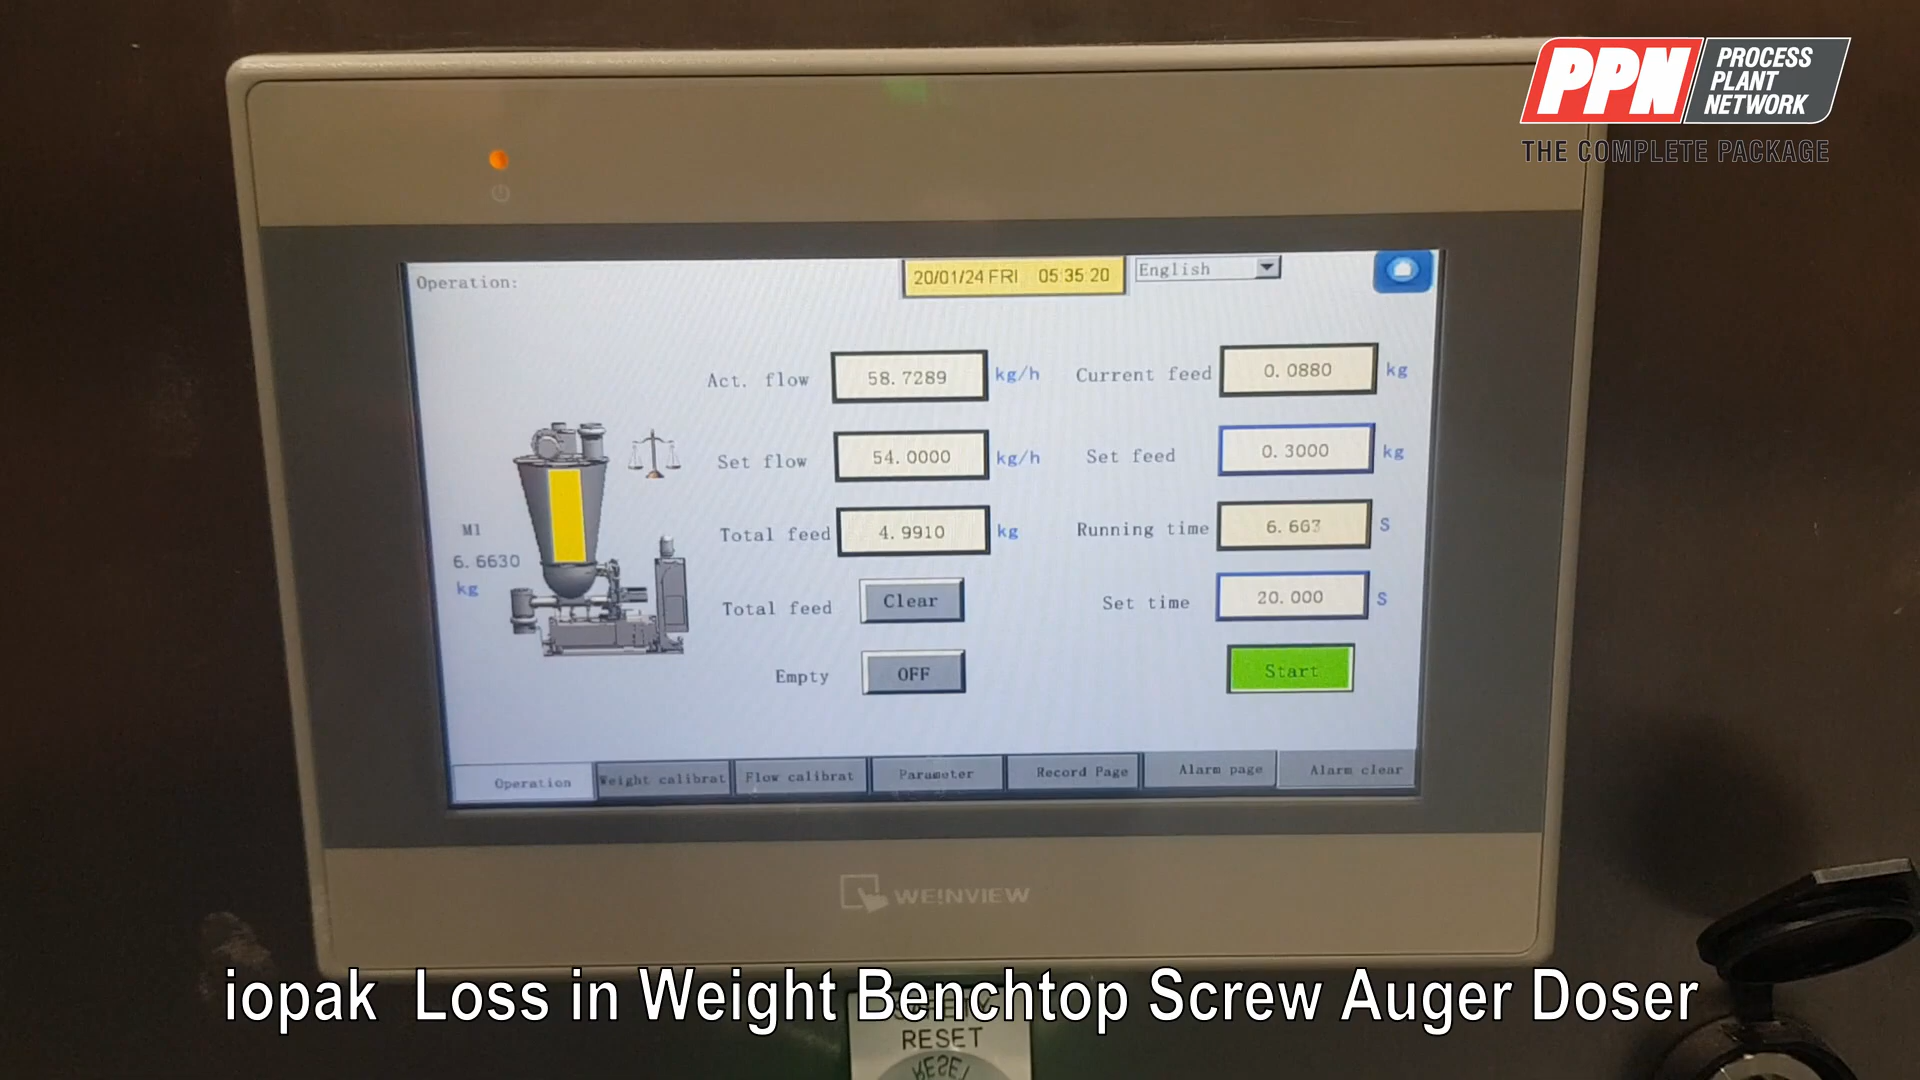 PPN PROCESS
PLANT
NETWORK
THE COMPLETE PACKAGE
Operation:
20/01/24 FRI 05:35:20
English
Act. flow 58.7289 kg/h
Current feed 0.0880 kg
Set flow 54.0000 kg/h
Set feed 0.3000 kg
M1
6.6630
kg
Total feed 4.9910 kg
Running time 6.663 S
Total feed Clear
Set time 20.000 S
Empty OFF
Start
Operation
Weight calibrat
Flow calibrat
Parameter
Record Page
Alarm page
Alarm clear
WEINVIEW
iopak Loss in Weight Benchtop Screw Auger Doser
RESET
RESET